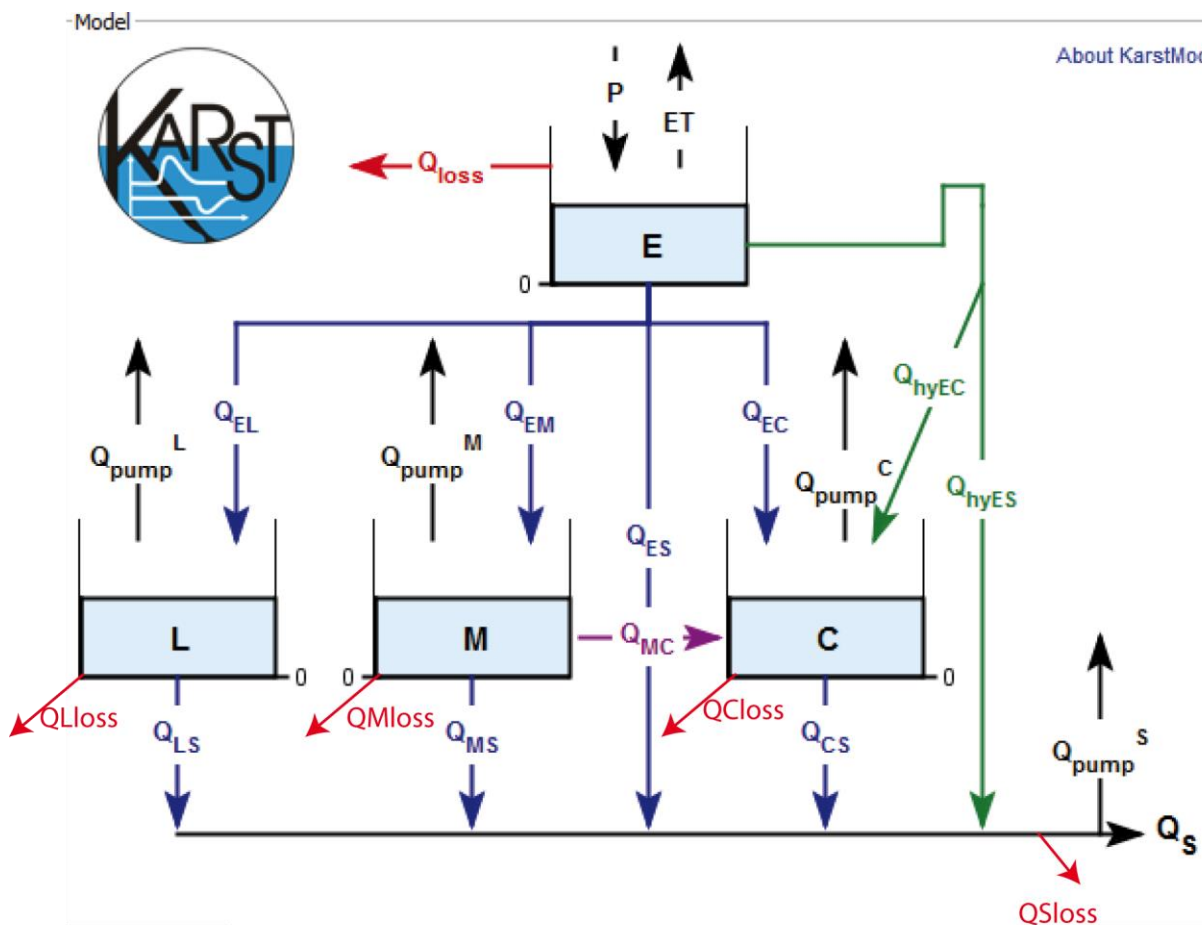 Model
About KarstMod
KARST
P
ET
Qloss
E
0
QEL
QEM
QEC
QhyEC
Qpump L
Qpump M
Qpump C
QhyES
QES
L
0
0
M
QMC
C
0
QLloss
QMloss
QCloss
QLS
QMS
QCS
Qpump S
QS
QSloss